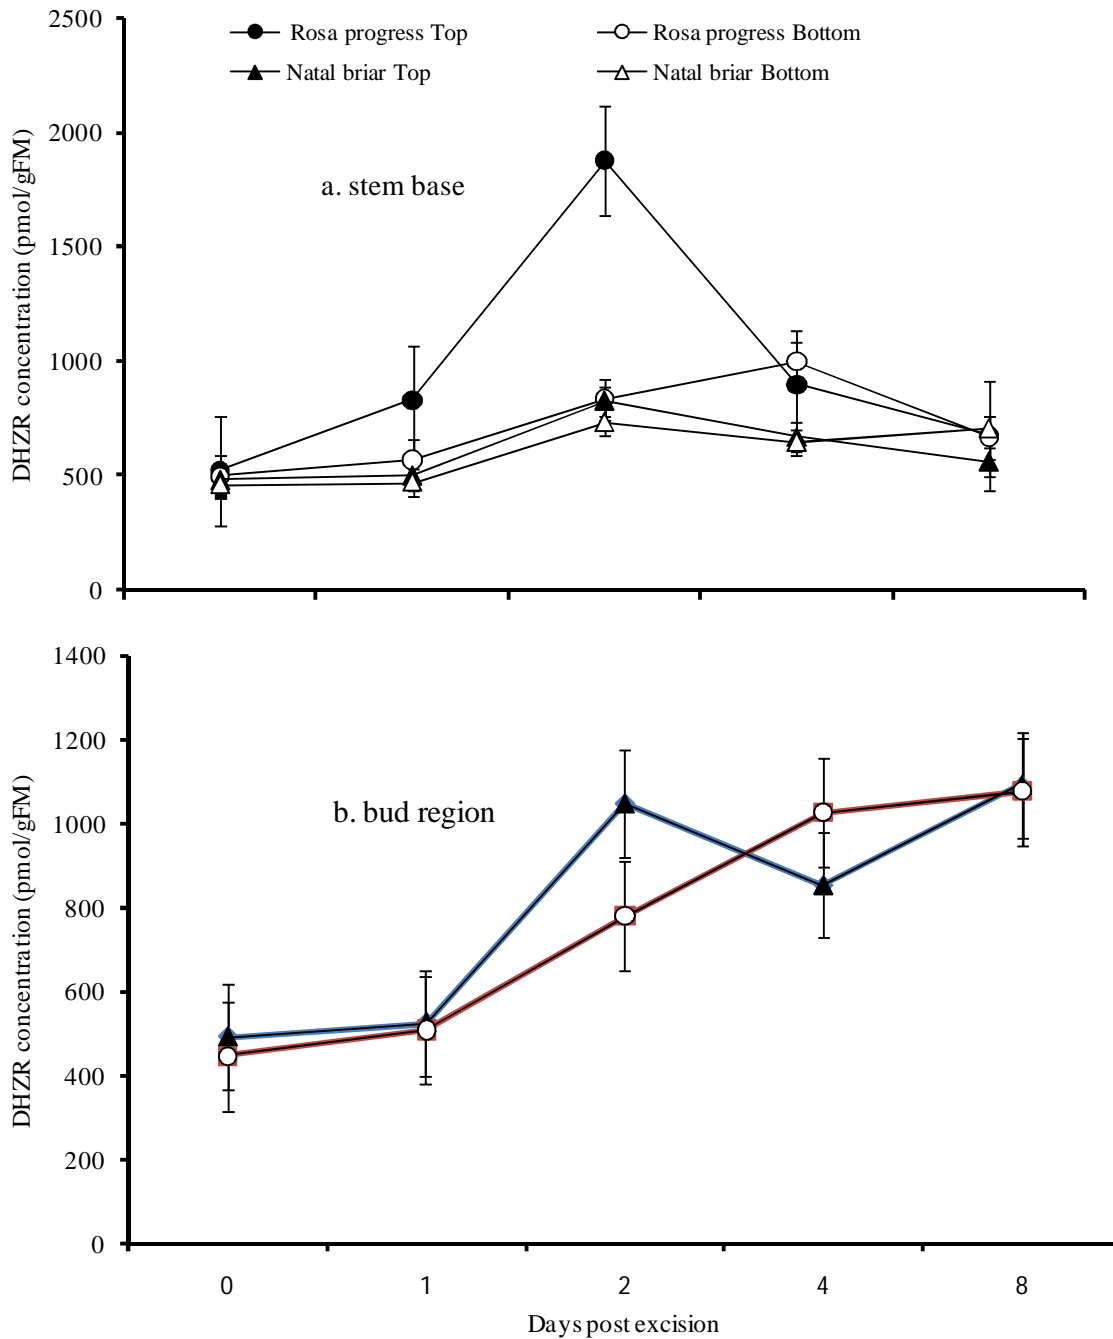 2500
Rosa progress Top
Rosa progress Bottom
Natal briar Top
Natal briar Bottom
2000
a. stem base
1500
1000
500
0
DHZR concentration (pmol/gFM)
1400
1200
b. bud region
1000
800
600
400
200
0
DHZR concentration (pmol/gFM)
0 1 2 4 8
Days post excision